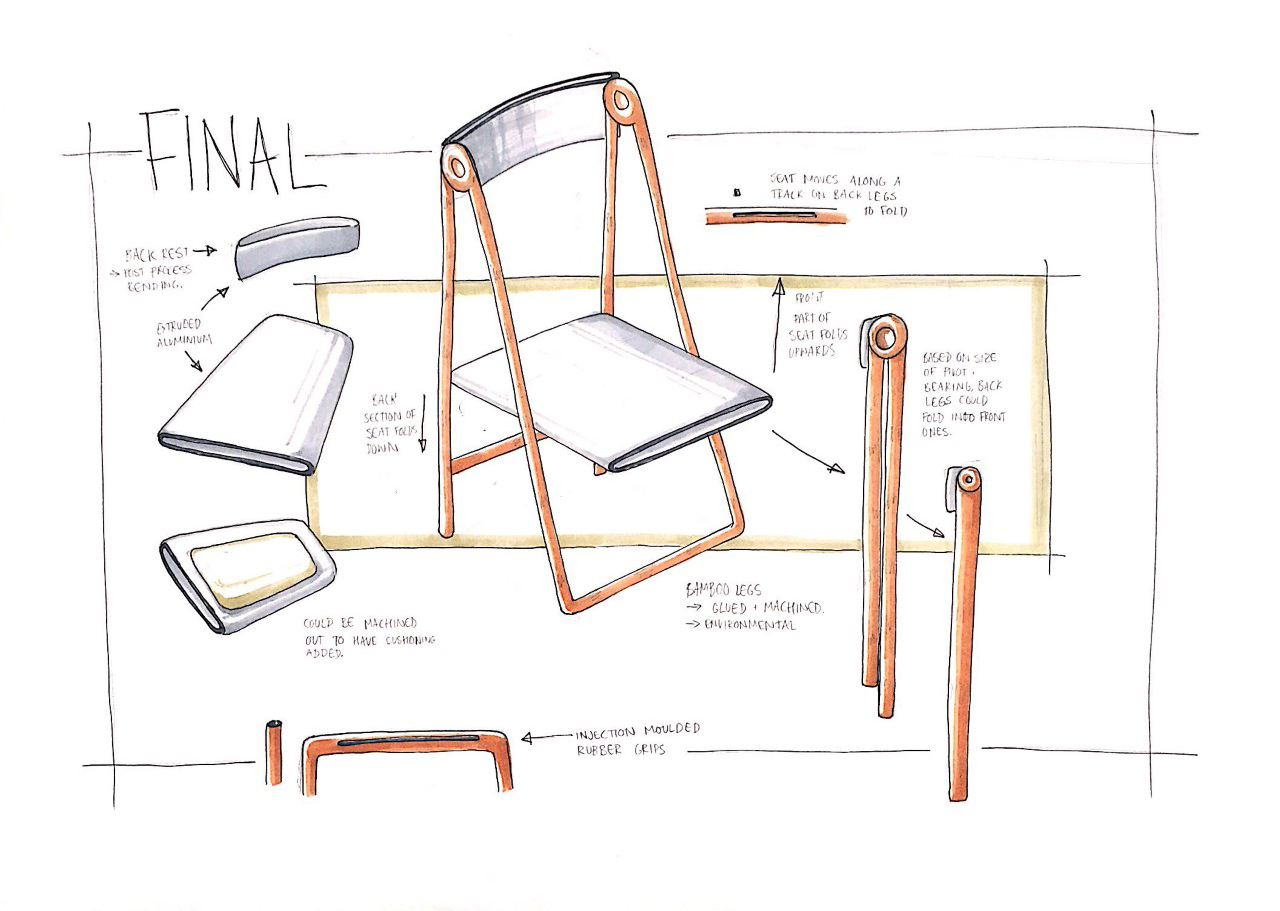 FINAL
BACK REST
→ POST PROCESS
BENDING.
EXTRUDED
ALUMINIUM
SEAT MOVES ALONG A
TRACK ON BACK LEGS
TO FOLD
FRONT
PART OF
SEAT FOLDS
UPWARDS
BACK
SECTION OF
SEAT FOLDS
DOWN
BASED ON SIZE
OF PIVOT +
BEARING, BACK
LEGS COULD
FOLD INTO FRONT
ONES.
BAMBOO LEGS
→ GLUED + MACHINED.
→ ENVIRONMENTAL
COULD BE MACHINED
OUT TO HAVE CUSHIONING
ADDED.
INJECTION MOULDED
RUBBER GRIPS